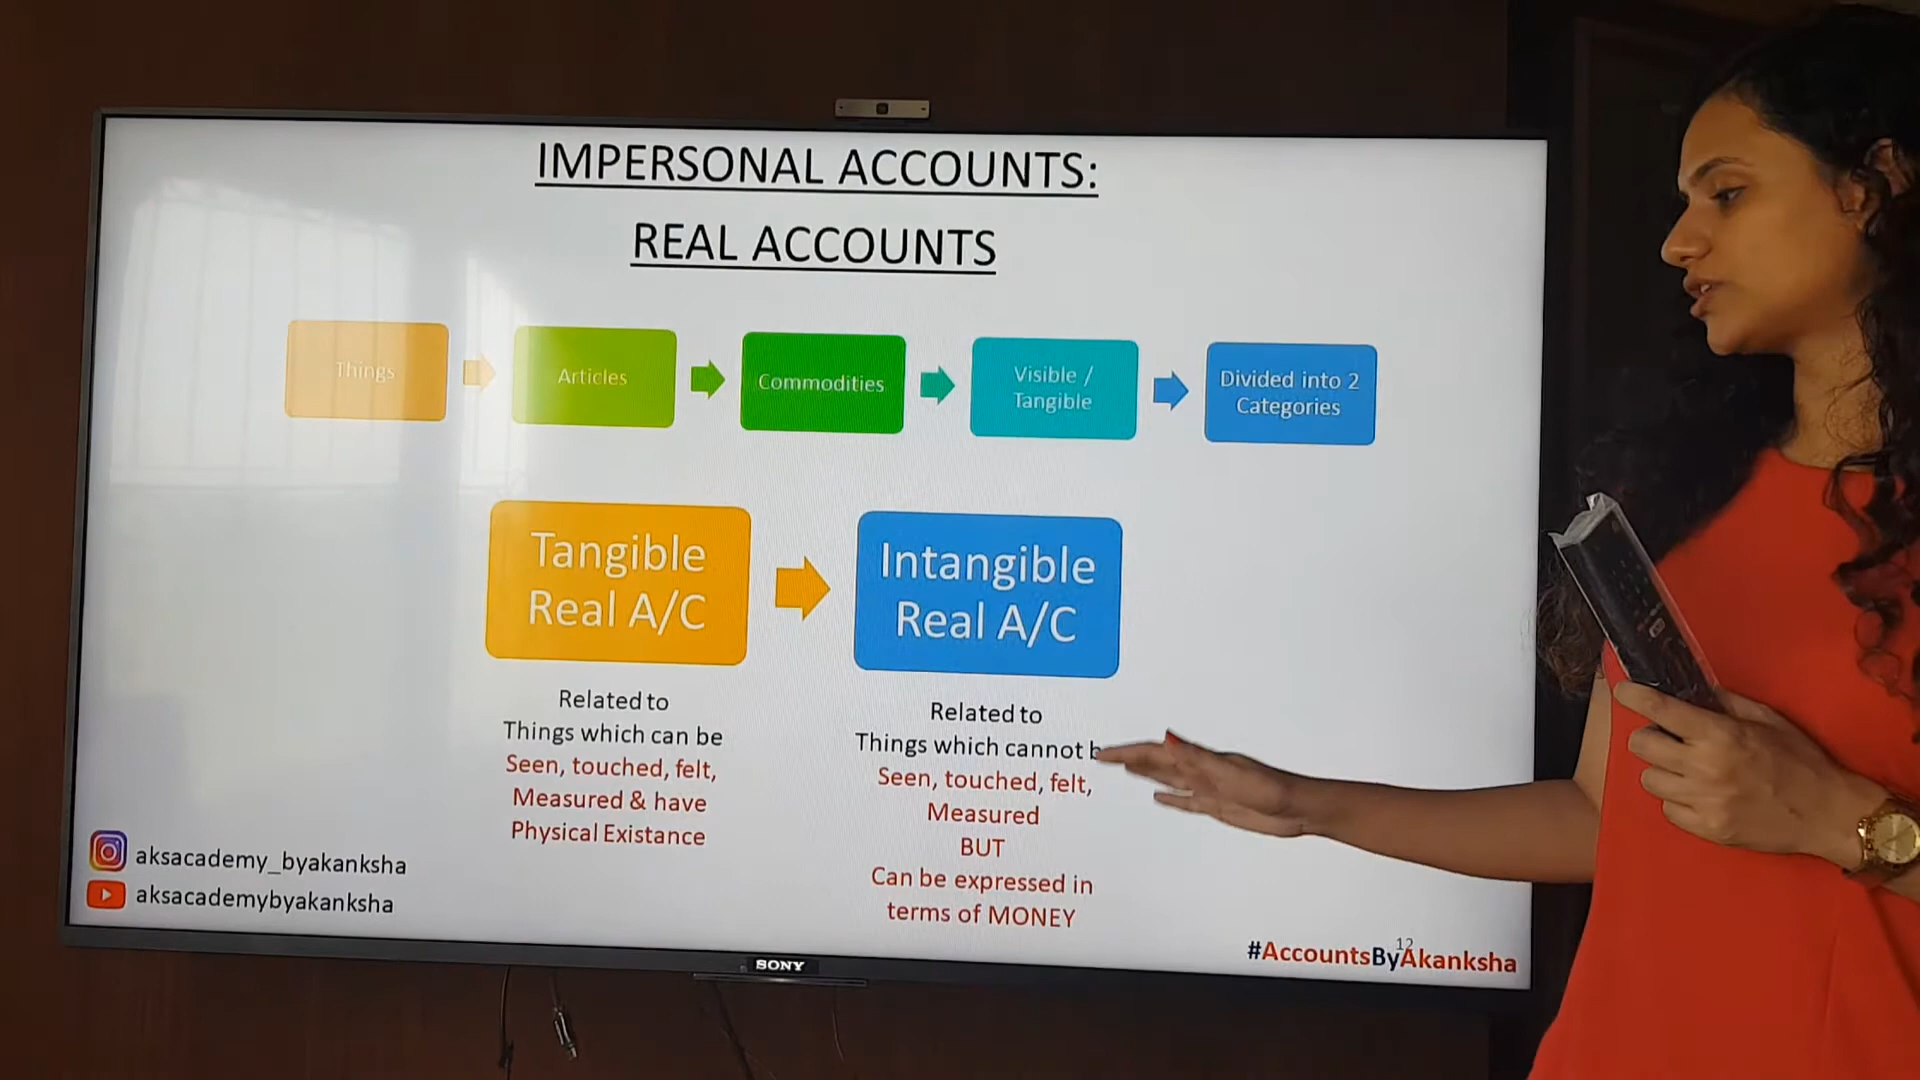 IMPERSONAL ACCOUNTS:
REAL ACCOUNTS
Things
Articles
Commodities
Visible /
Tangible
Divided into 2
Categories
Tangible
Real A/C
Intangible
Real A/C
Related to
Things which can be
Seen, touched, felt,
Measured & have
Physical Existance
Related to
Things which cannot b
Seen, touched, felt,
Measured
BUT
Can be expressed in
terms of MONEY
aksacademy_byakanksha
aksacademybyakanksha
12
#AccountsByAkanksha
SONY